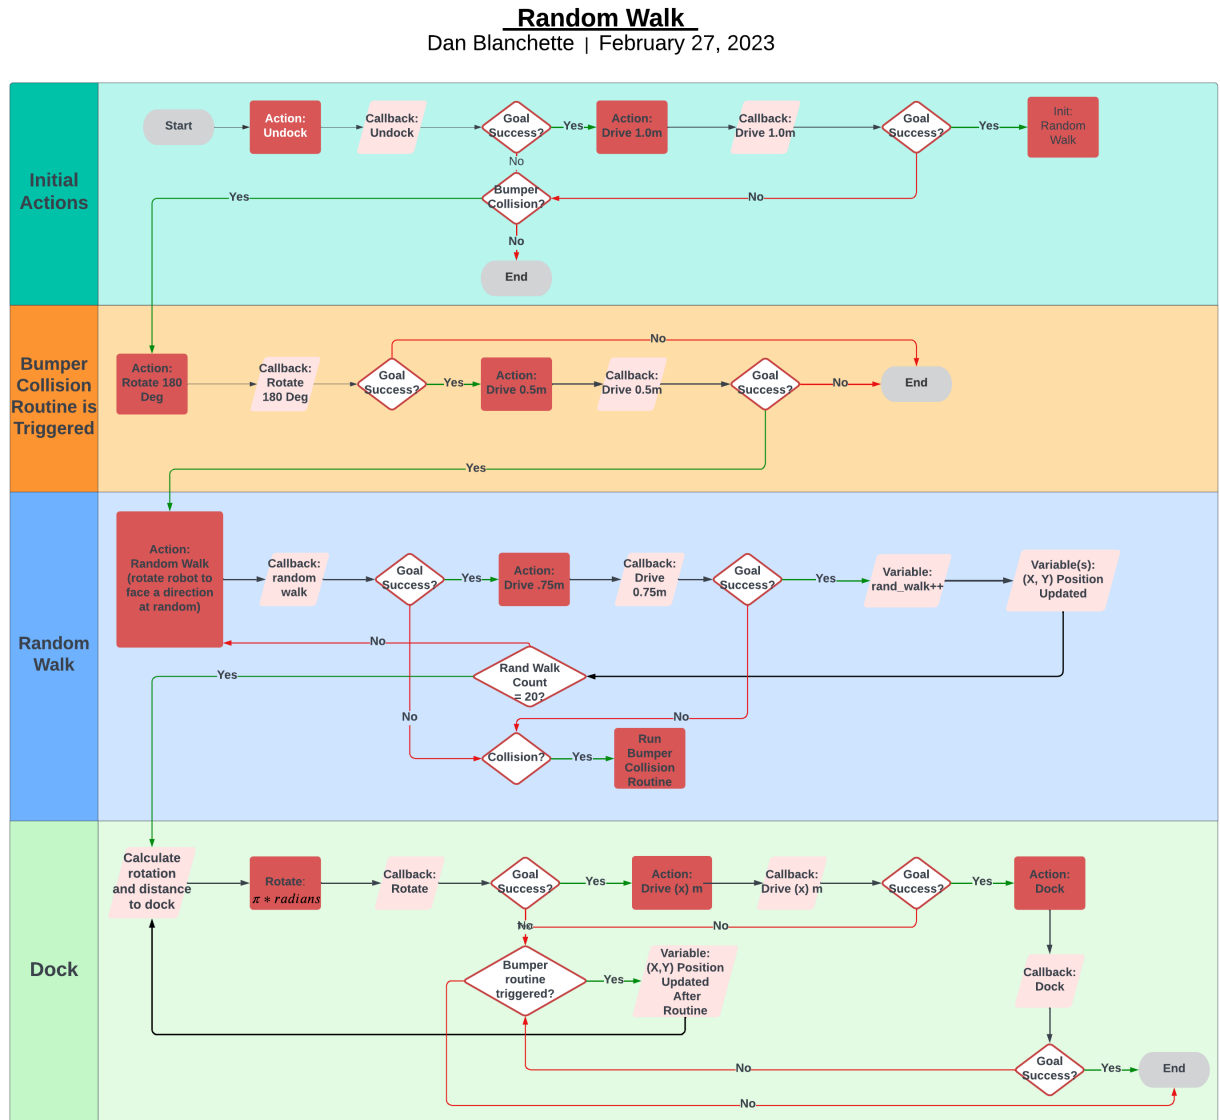 Random Walk
Dan Blanchette | February 27, 2023
Initial
Actions
Start
Action:
Undock
Callback:
Undock
Goal
Success?
Yes
Action:
Drive 1.0m
Callback:
Drive 1.0m
Goal
Success?
Yes
Init:
Random
Walk
No
Bumper
Collision?
Yes
No
No
End
Bumper
Collision
Routine is
Triggered
No
Action:
Rotate 180
Deg
Callback:
Rotate
180 Deg
Goal
Success?
Yes
Action:
Drive 0.5m
Callback:
Drive 0.5m
Goal
Success?
No
End
Yes
Random
Walk
Action:
Random Walk
(rotate robot to
face a direction
at random)
Callback:
random
walk
Goal
Success?
Yes
Action:
Drive .75m
Callback:
Drive
0.75m
Goal
Success?
Yes
Variable:
rand_walk++
Variable(s):
(X, Y) Position
Updated
No
Yes
Rand Walk
Count
= 20?
No
No
Collision?
Yes
Run
Bumper
Collision
Routine
Dock
Calculate
rotation
and distance
to dock
Rotate:
π ∗ radians
Callback:
Rotate
Goal
Success?
Yes
Action:
Drive (x) m
Callback:
Drive (x) m
Goal
Success?
Yes
Action:
Dock
No
No
Bumper
routine
triggered?
Yes
Variable:
(X,Y) Position
Updated
After
Routine
Callback:
Dock
No
Goal
Success?
Yes
End
No